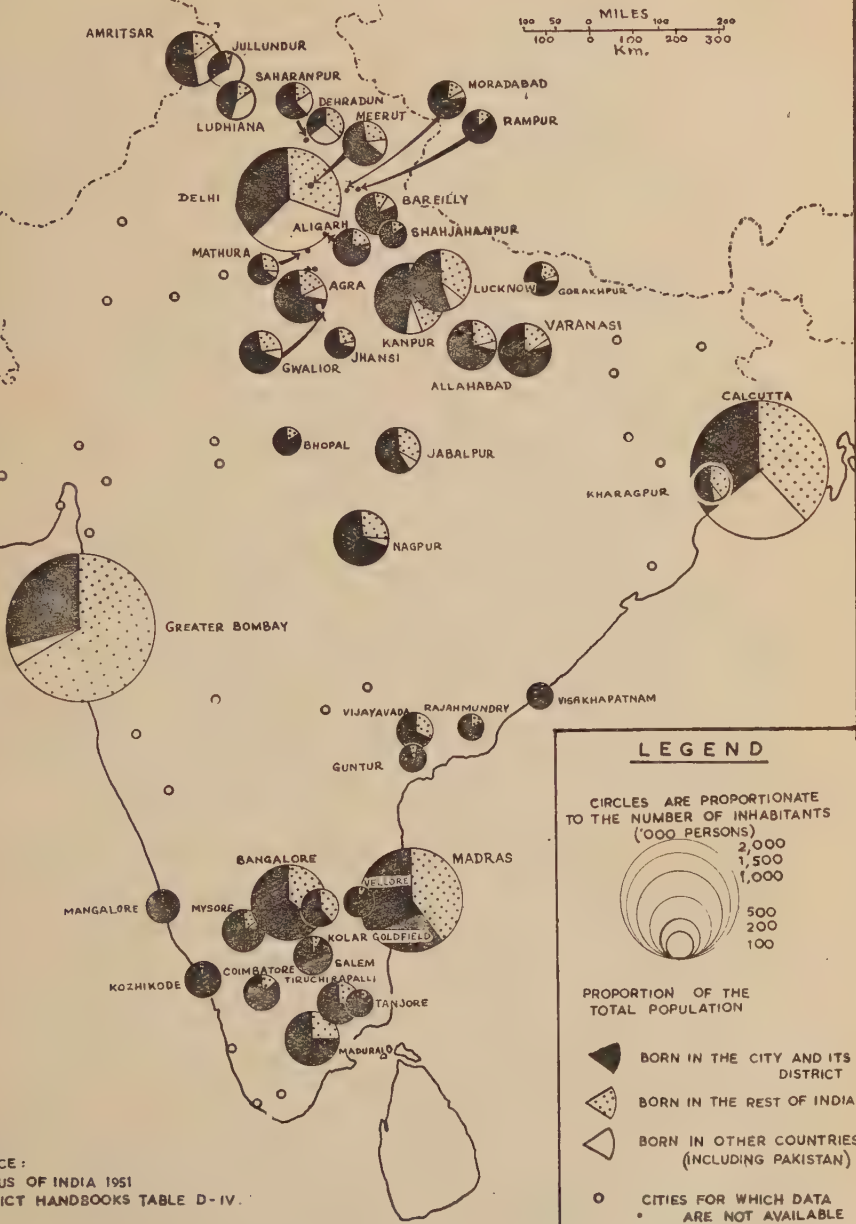 MILES
100 50 0 100 200
100 0 100 200 300
Km.
AMRITSAR
JULLUNDUR
SAHARANPUR
DEHRADUN
MEERUT
MORADABAD
RAMPUR
LUDHIANA
DELHI
ALIGARH
BAREILLY
SHAHJAHANPUR
MATHURA
AGRA
LUCKNOW
GORAKHPUR
KANPUR
VARANASI
GWALIOR
JHANSI
ALLAHABAD
CALCUTTA
BHOPAL
JABALPUR
KHARAGPUR
NAGPUR
GREATER BOMBAY
VISAKHAPATNAM
VIJAYAVADA
RAJAHMUNDRY
GUNTUR
BANGALORE
MADRAS
VELLORE
MANGALORE
MYSORE
KOLAR GOLDFIELD
SALEM
COIMBATORE
TIRUCHIRAPALLI
KOZHIKODE
TANJORE
MADURAI
LEGEND
CIRCLES ARE PROPORTIONATE
TO THE NUMBER OF INHABITANTS
('000 PERSONS)
2,000
1,500
1,000
500
200
100
PROPORTION OF THE
TOTAL POPULATION
BORN IN THE CITY AND ITS
DISTRICT
BORN IN THE REST OF INDIA
BORN IN OTHER COUNTRIES
(INCLUDING PAKISTAN)
CITIES FOR WHICH DATA
ARE NOT AVAILABLE
CE:
US OF INDIA 1951
ICT HANDBOOKS TABLE D-IV.